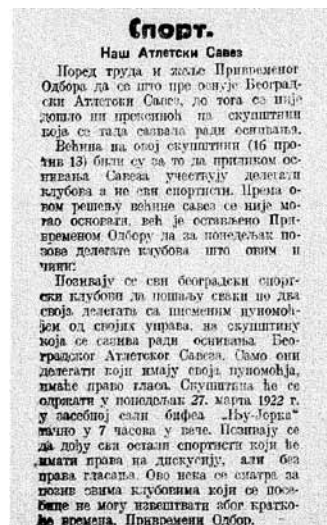 Спорт.
Наш Атлетски Савез
Поред труда и жеље Привременог
Одбора да се што пре оснује Београд-
ски Атлетски Савез, до тога се није
дошло ни прексиноћ на скупштини
која се тада сазвала ради оснивања.
Већина на овој скупштини (16 про-
тив 13) били су за то да приликом ос-
нивања Савеза учествују делегати
клубова а не сви спортисти. Према о-
вом решењу већине савез се није мо-
гао основати, већ је остављено При-
временом Одбору да за понедељак по-
зове делегате клубова што овим и
чини:
Позивају се сви београдски спорт-
ски клубови да пошаљу сваки по два
своја делегата са писменим пуномоћ-
јем од својих управа, на скупштину
која се сазива ради оснивања Бео-
градског Атлетског Савеза. Само они
делегати који имају своја пуномоћја,
имаће право гласа. Скупштина ће се
одржати у понедељак 27. марта 1922 г.
у засебној сали бифеа „Њу-Јорка“
тачно у 7 часова у вече. Позивају се
да дођу сви остали спортисти који ће
имати права на дискусију, али без
права гласања. Ово нека се сматра за
позив свима клубовима који се посе-
бице не могу известити због кратко-
ће времена. Привремени Одбор.